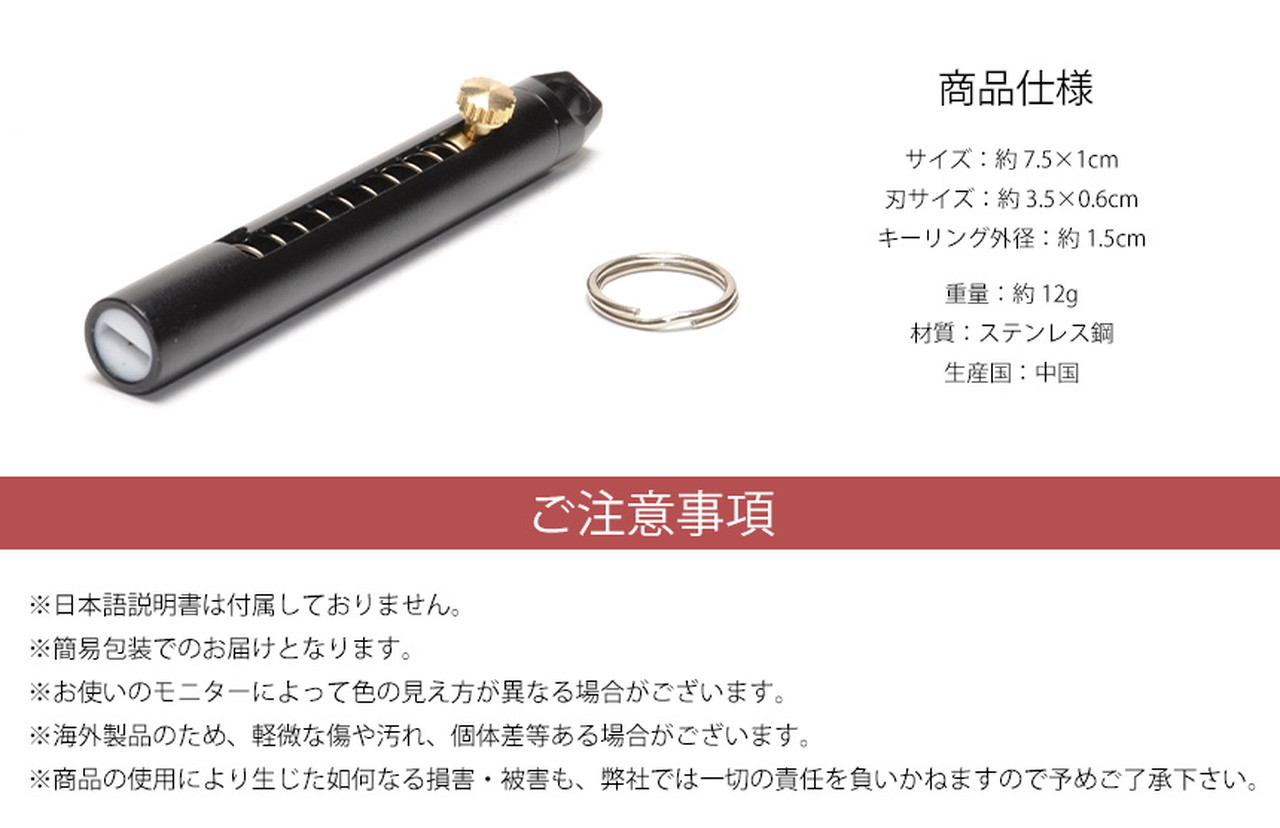 商品仕様
サイズ：約 7.5×1cm
刃サイズ：約 3.5×0.6cm
キーリング外径：約 1.5cm
重量：約 12g
材質：ステンレス鋼
生産国：中国
ご注意事項
※日本語説明書は付属しておりません。
※簡易包装でのお届けとなります。
※お使いのモニターによって色の見え方が異なる場合がございます。
※海外製品のため、軽微な傷や汚れ、個体差等ある場合がございます。
※商品の使用により生じた如何なる損害・被害も、弊社では一切の責任を負いかねますので予めご了承下さい。